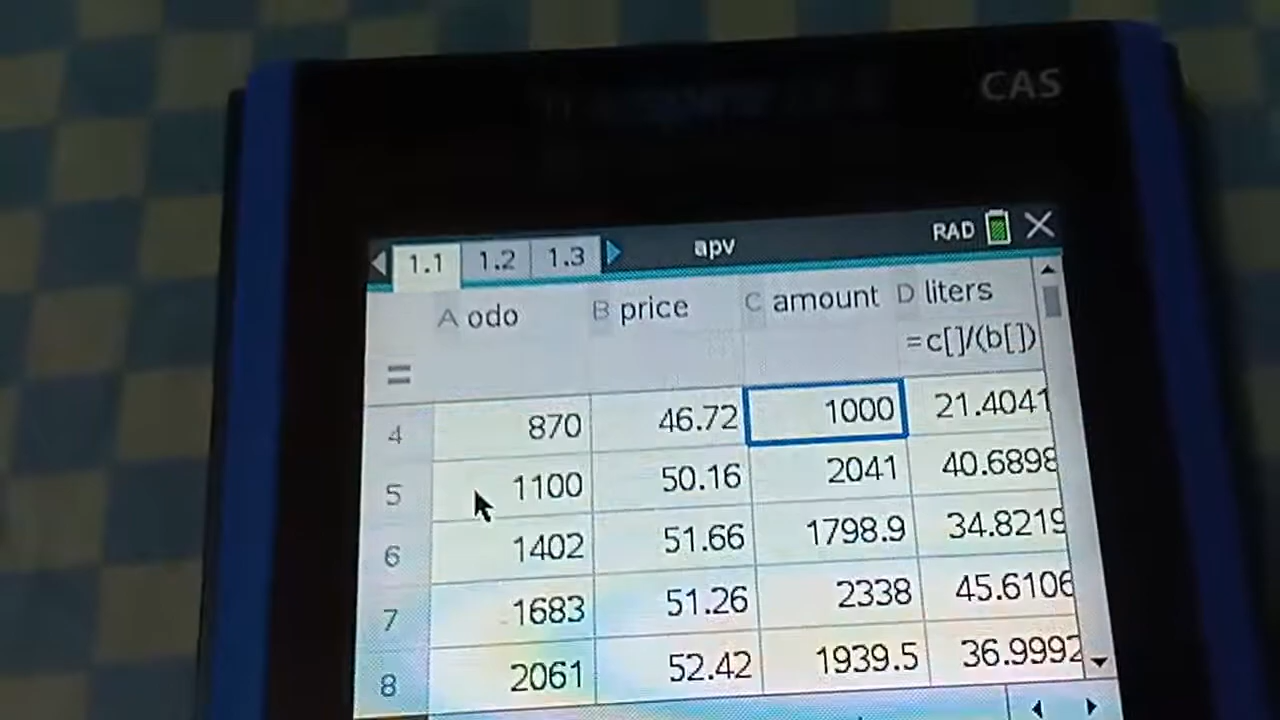 CAS
1.1 1.2 1.3 apv RAD
A odo B price C amount D liters
= =c[]/(b[])
4 870 46.72 1000 21.4041
5 1100 50.16 2041 40.6898
6 1402 51.66 1798.9 34.8219
7 1683 51.26 2338 45.6106
8 2061 52.42 1939.5 36.9992